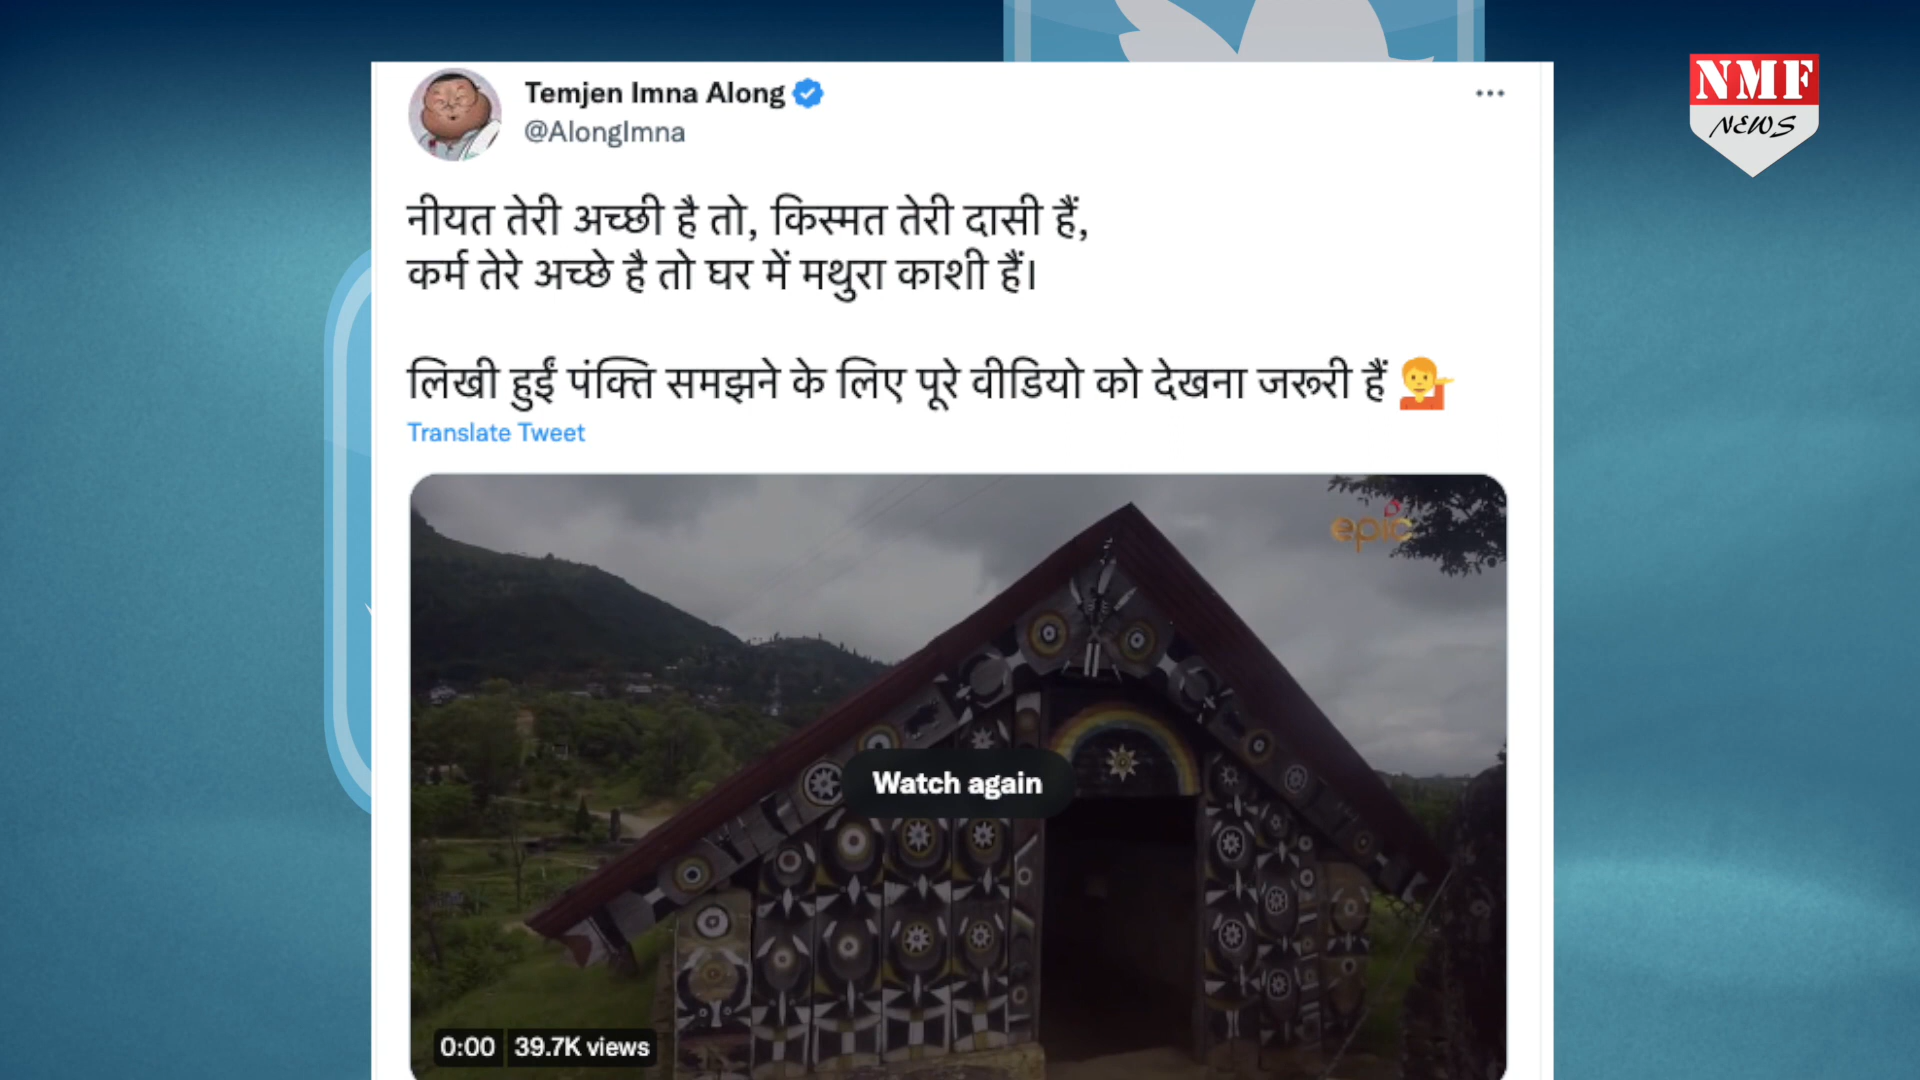 NMF
NEWS
Temjen Imna Along
@AlongImna
नीयत तेरी अच्छी है तो, किस्मत तेरी दासी हैं,
कर्म तेरे अच्छे है तो घर में मथुरा काशी हैं।
लिखी हुईं पंक्ति समझने के लिए पूरे वीडियो को देखना जरूरी हैं 💁
Translate Tweet
epic
Watch again
0:00 39.7K views